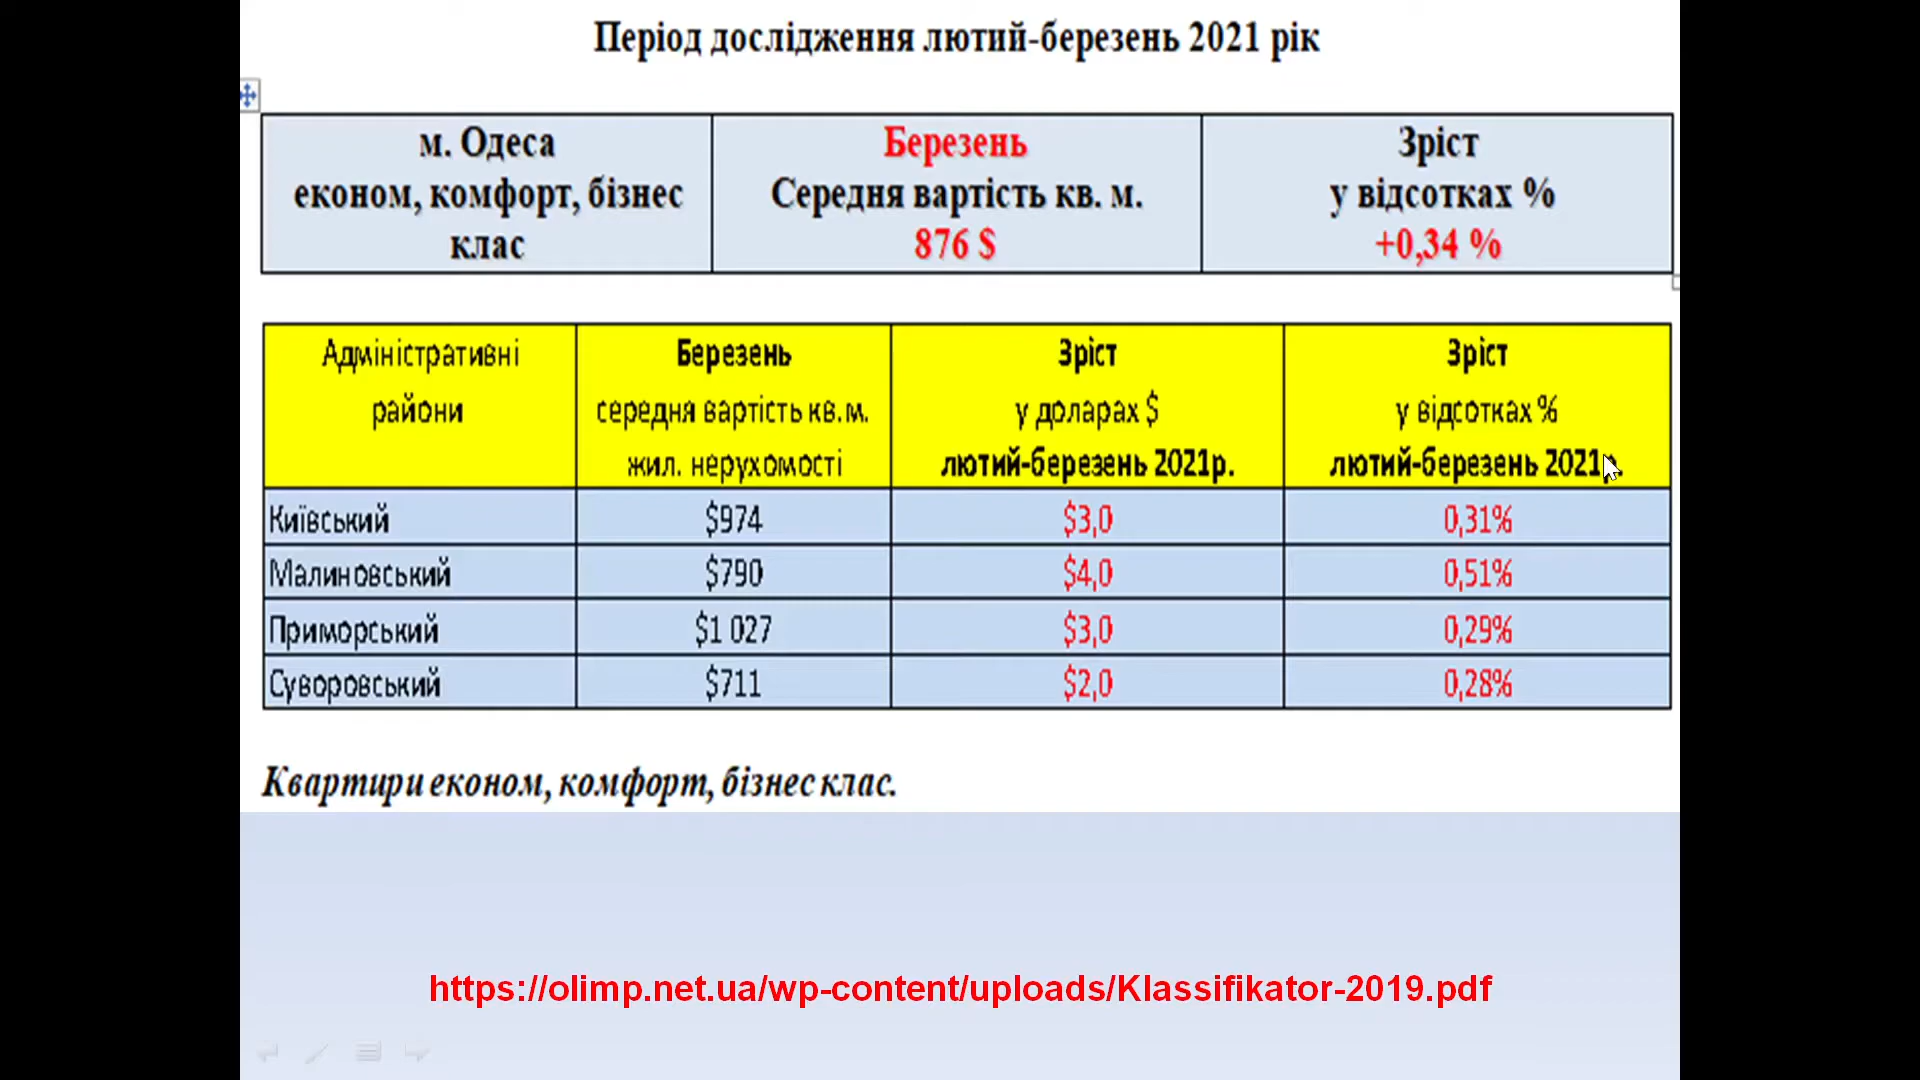 Період дослідження лютий-березень 2021 рік
м. Одеса
економ, комфорт, бізнес
клас
Березень
Середня вартість кв. м.
876 $
Зріст
у відсотках %
+0,34 %
Адміністративні
райони
Березень
середня вартість кв.м.
жил. нерухомості
Зріст
у доларах $
лютий-березень 2021р.
Зріст
у відсотках %
лютий-березень 2021р.
Київський $974 $3,0 0,31%
Малиновський $790 $4,0 0,51%
Приморський $1 027 $3,0 0,29%
Суворовський $711 $2,0 0,28%
Квартири економ, комфорт, бізнес клас.
https://olimp.net.ua/wp-content/uploads/Klassifikator-2019.pdf